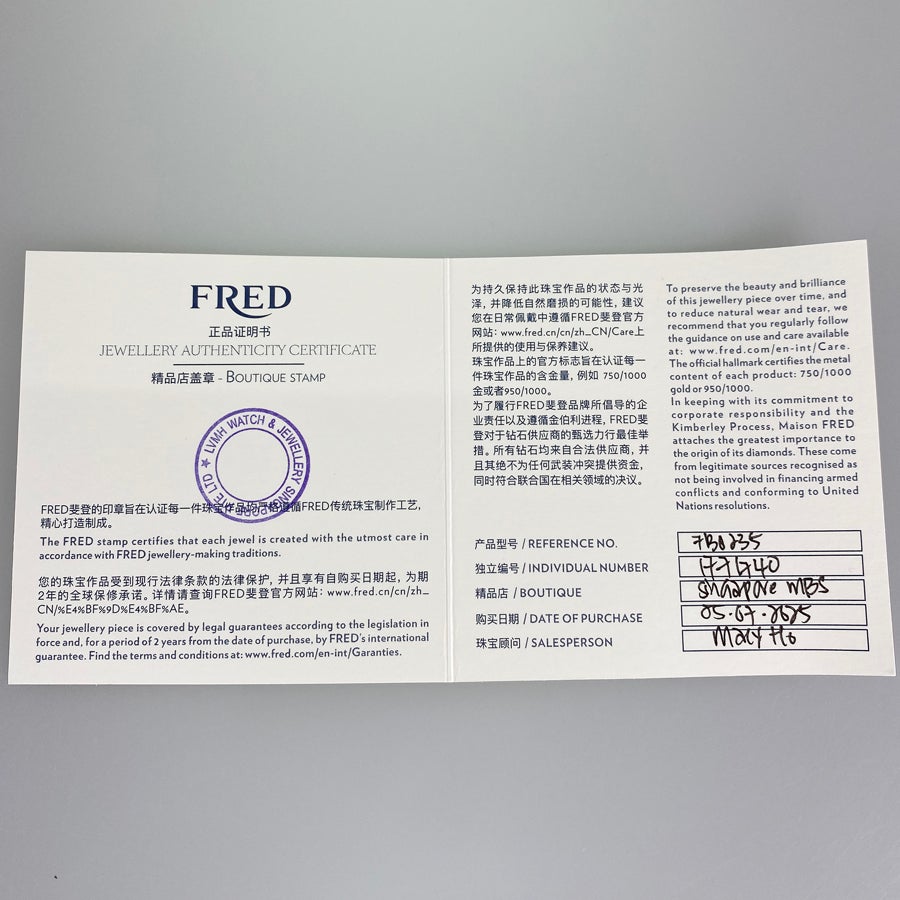 FRED
正品证明书
JEWELLERY AUTHENTICITY CERTIFICATE
精品店盖章 - BOUTIQUE STAMP
LVMH WATCH & JEWELLERY SINGAPORE PTE LTD ★
FRED斐登的印章旨在认证每一件珠宝作品均严格遵循FRED传统珠宝制作工艺,
精心打造制成。
The FRED stamp certifies that each jewel is created with the utmost care in
accordance with FRED jewellery-making traditions.
您的珠宝作品受到现行法律条款的法律保护, 并且享有自购买日期起, 为期
2年的全球保修承诺。详情请查询FRED斐登官方网站: www.fred.cn/cn/zh_
CN/%E4%BF%9D%E4%BF%AE。
Your jewellery piece is covered by legal guarantees according to the legislation in
force and, for a period of 2 years from the date of purchase, by FRED's international
guarantee. Find the terms and conditions at: www.fred.com/en-int/Garanties.
为持久保持此珠宝作品的状态与光
泽, 并降低自然磨损的可能性, 建议
您在日常佩戴中遵循FRED斐登官方
网站: www.fred.cn/cn/zh_CN/Care上
所提供的使用与保养建议。
珠宝作品上的官方标志旨在认证每一
件珠宝作品的含金量, 例如 750/1000
金或者950/1000。
为了履行FRED斐登品牌所倡导的企
业责任以及遵循金伯利进程, FRED斐
登对于钻石供应商的甄选力行最佳举
措。所有钻石均来自合法供应商, 并
且其绝不为任何武装冲突提供资金,
同时符合联合国在相关领域的决议。
To preserve the beauty and brilliance
of this jewellery piece over time, and
to reduce natural wear and tear, we
recommend that you regularly follow
the guidance on use and care available
at: www.fred.com/en-int/Care.
The official hallmark certifies the metal
content of each product: 750/1000
gold or 950/1000.
In keeping with its commitment to
corporate responsibility and the
Kimberley Process, Maison FRED
attaches the greatest importance to
the origin of its diamonds. These come
from legitimate sources recognised as
not being involved in financing armed
conflicts and conforming to United
Nations resolutions.
产品型号 / REFERENCE NO.
独立编号 / INDIVIDUAL NUMBER
精品店 / BOUTIQUE MBS
购买日期 / DATE OF PURCHASE 05.07.2025
珠宝顾问 / SALESPERSON